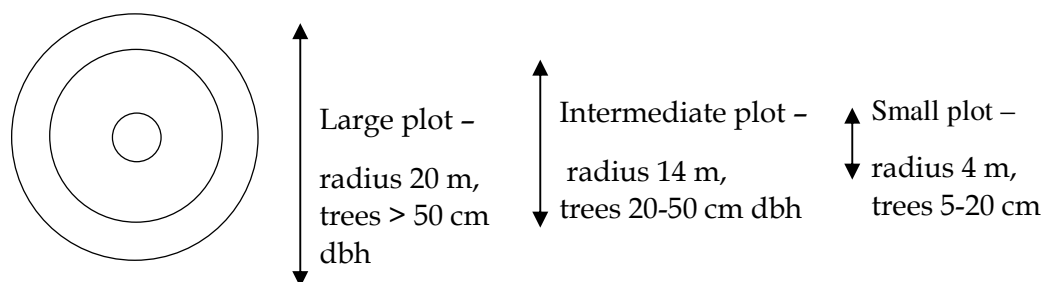 Large plot –
radius 20 m,
trees > 50 cm
dbh
Intermediate plot –
radius 14 m,
trees 20-50 cm dbh
Small plot –
radius 4 m,
trees 5-20 cm